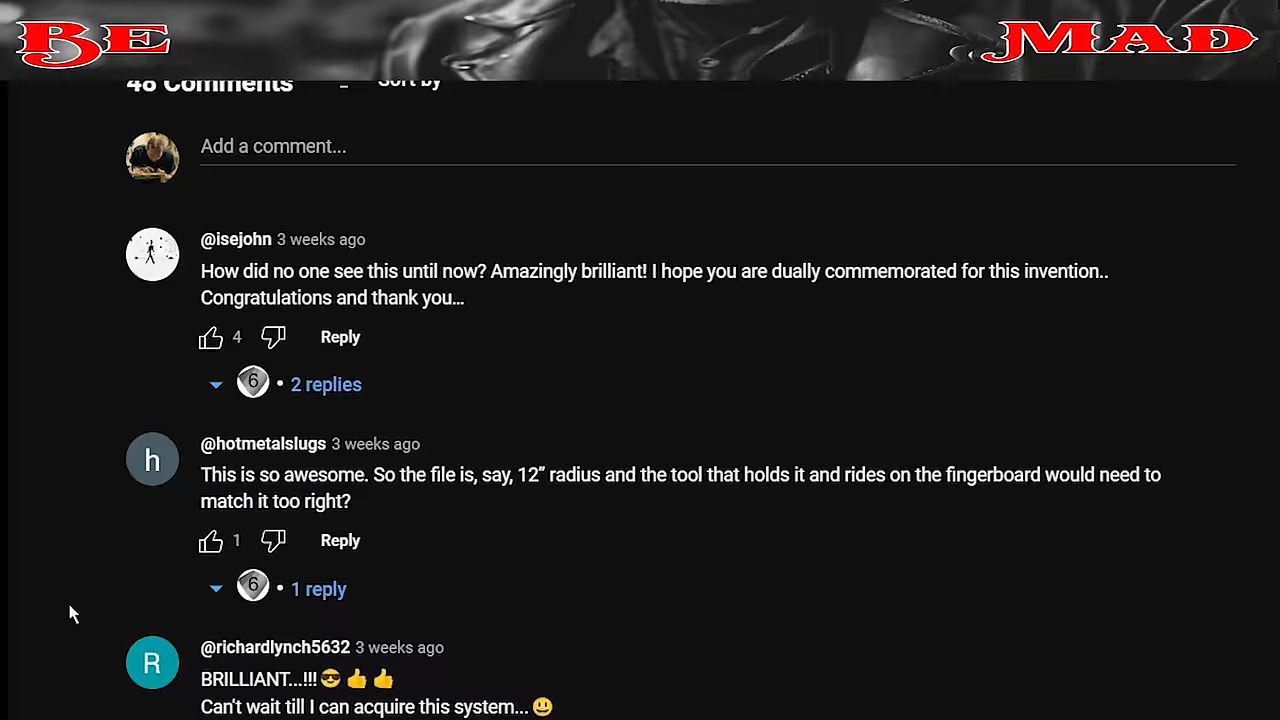 BE MAD
48 Comments Sort by
Add a comment...
@isejohn 3 weeks ago
How did no one see this until now? Amazingly brilliant! I hope you are dually commemorated for this invention..
Congratulations and thank you...
4 Reply
6 • 2 replies
h
@hotmetalslugs 3 weeks ago
This is so awesome. So the file is, say, 12” radius and the tool that holds it and rides on the fingerboard would need to
match it too right?
1 Reply
6 • 1 reply
R
@richardlynch5632 3 weeks ago
BRILLIANT...!!! 😎 👍 👍
Can't wait till I can acquire this system... 😃